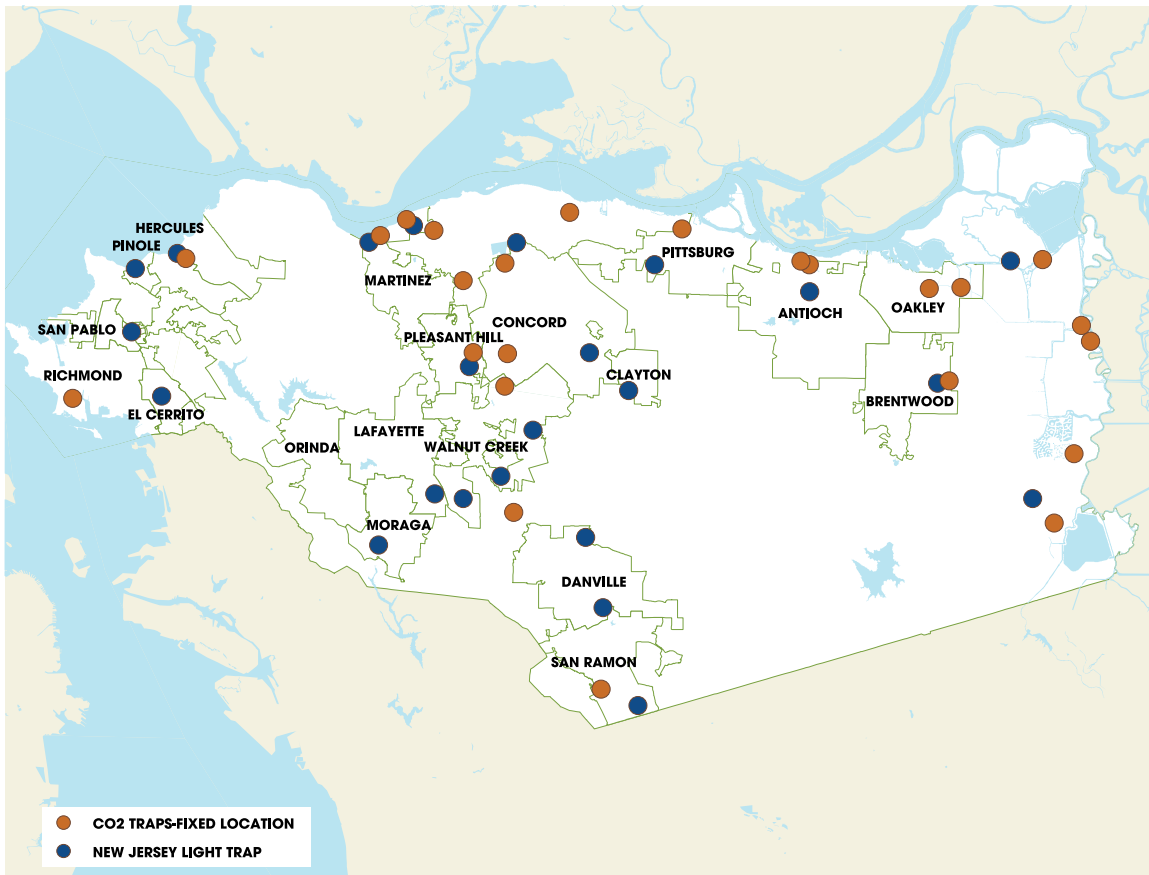 HERCULES
PINOLE
PITTSBURG
MARTINEZ
OAKLEY
ANTIOCH
CONCORD
SAN PABLO
PLEASANT HILL
RICHMOND
CLAYTON
BRENTWOOD
EL CERRITO
LAFAYETTE
ORINDA
WALNUT CREEK
MORAGA
DANVILLE
SAN RAMON
CO2 TRAPS-FIXED LOCATION
NEW JERSEY LIGHT TRAP